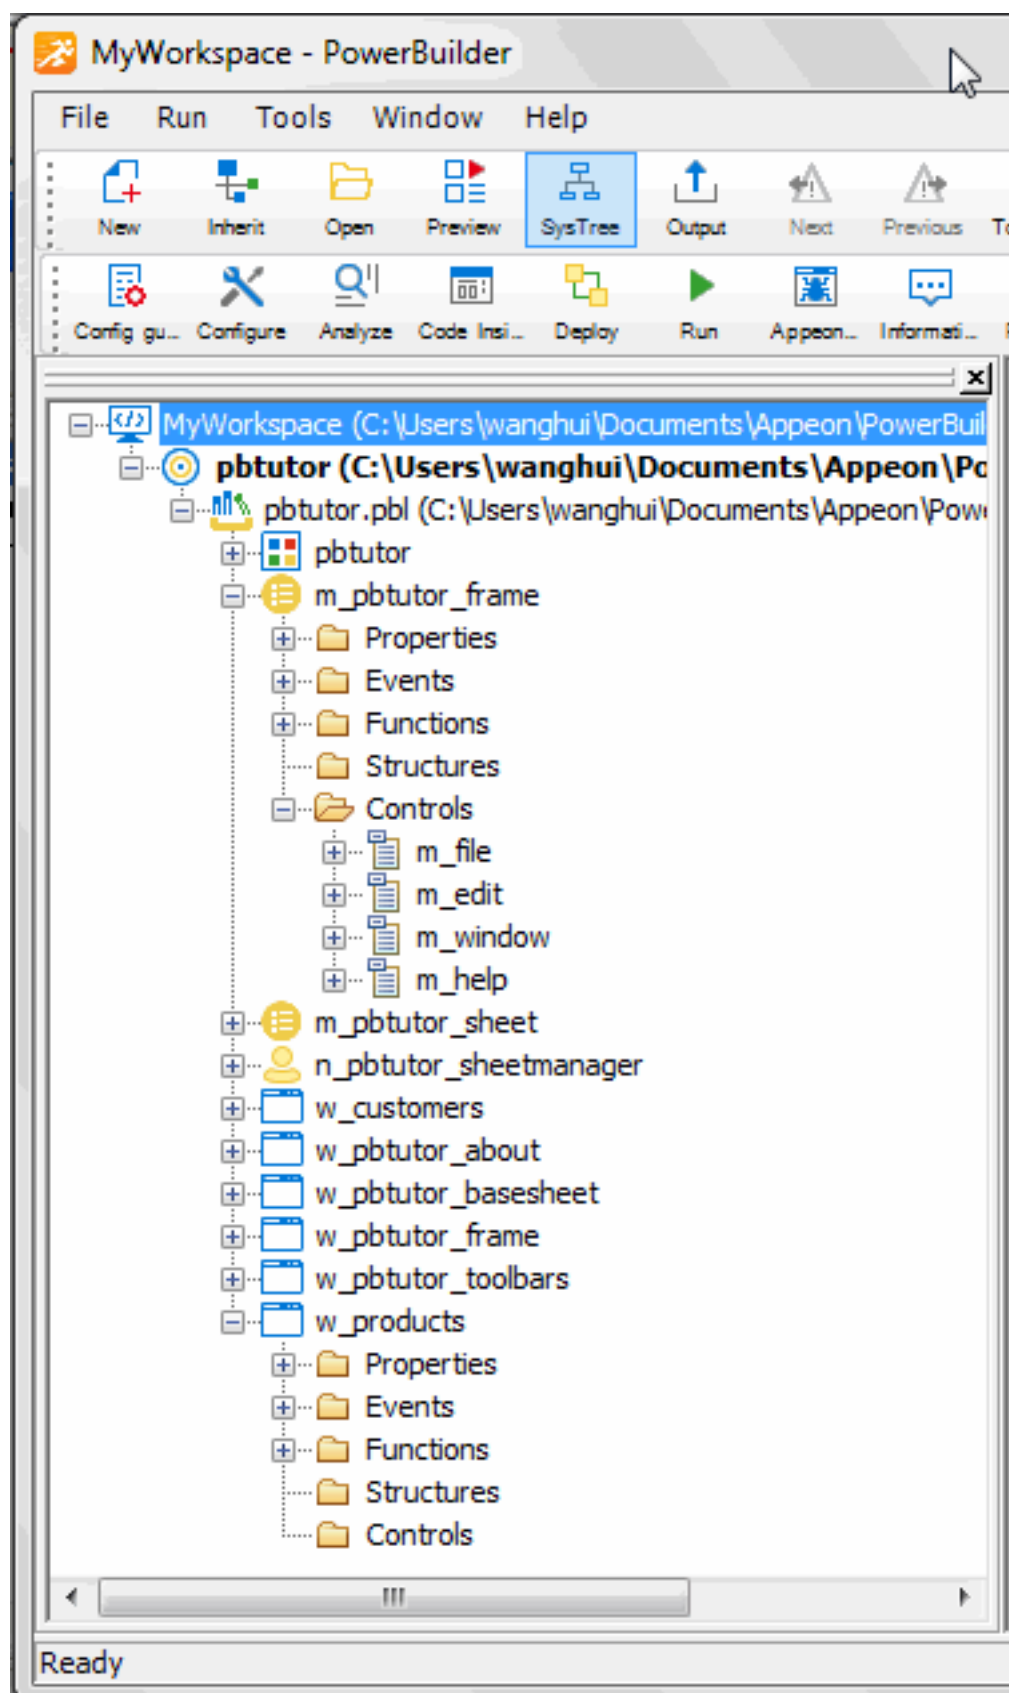 MyWorkspace - PowerBuilder
File Run Tools Window Help
New Inherit Open Preview SysTree Output Next Previous
Config gu... Configure Analyze Code Insi... Deploy Run Appeon... Informati...
MyWorkspace (C:\Users\wanghui\Documents\Appeon\PowerBuil
pbtutor (C:\Users\wanghui\Documents\Appeon\Po
pbtutor.pbl (C:\Users\wanghui\Documents\Appeon\Pow
pbtutor
m_pbtutor_frame
Properties
Events
Functions
Structures
Controls
m_file
m_edit
m_window
m_help
m_pbtutor_sheet
n_pbtutor_sheetmanager
w_customers
w_pbtutor_about
w_pbtutor_basesheet
w_pbtutor_frame
w_pbtutor_toolbars
w_products
Properties
Events
Functions
Structures
Controls
Ready